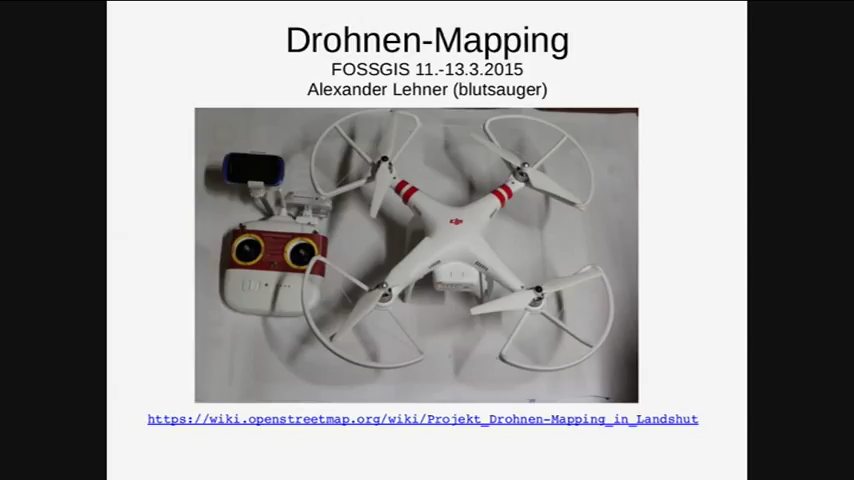 Drohnen-Mapping
FOSSGIS 11.-13.3.2015
Alexander Lehner (blutsauger)
https://wiki.openstreetmap.org/wiki/Projekt_Drohnen-Mapping_in_Landshut